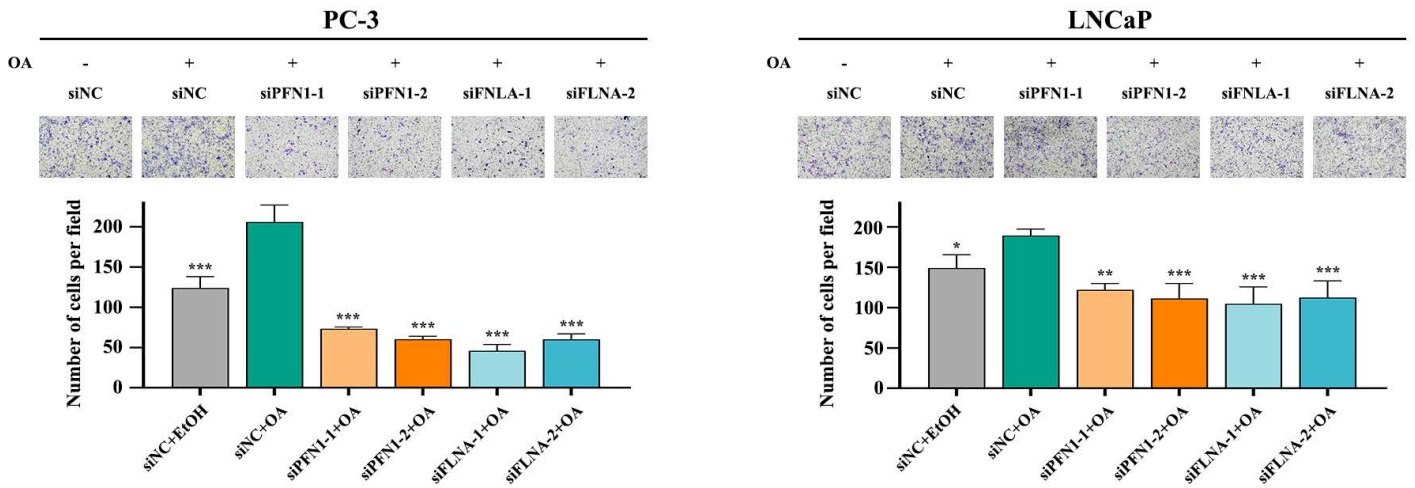 PC-3
OA - + + + + +
siNC siNC siPFN1-1 siPFN1-2 siFNLA-1 siFLNA-2
Number of cells per field
200
150
100
50
0
***
***
***
***
***
siNC+EtOH
siNC+OA
siPFN1-1+OA
siPFN1-2+OA
siFLNA-1+OA
siFLNA-2+OA
LNCaP
OA - + + + + +
siNC siNC siPFN1-1 siPFN1-2 siFNLA-1 siFLNA-2
Number of cells per field
200
150
100
50
0
*
**
***
***
***
siNC+EtOH
siNC+OA
siPFN1-1+OA
siPFN1-2+OA
siFLNA-1+OA
siFLNA-2+OA